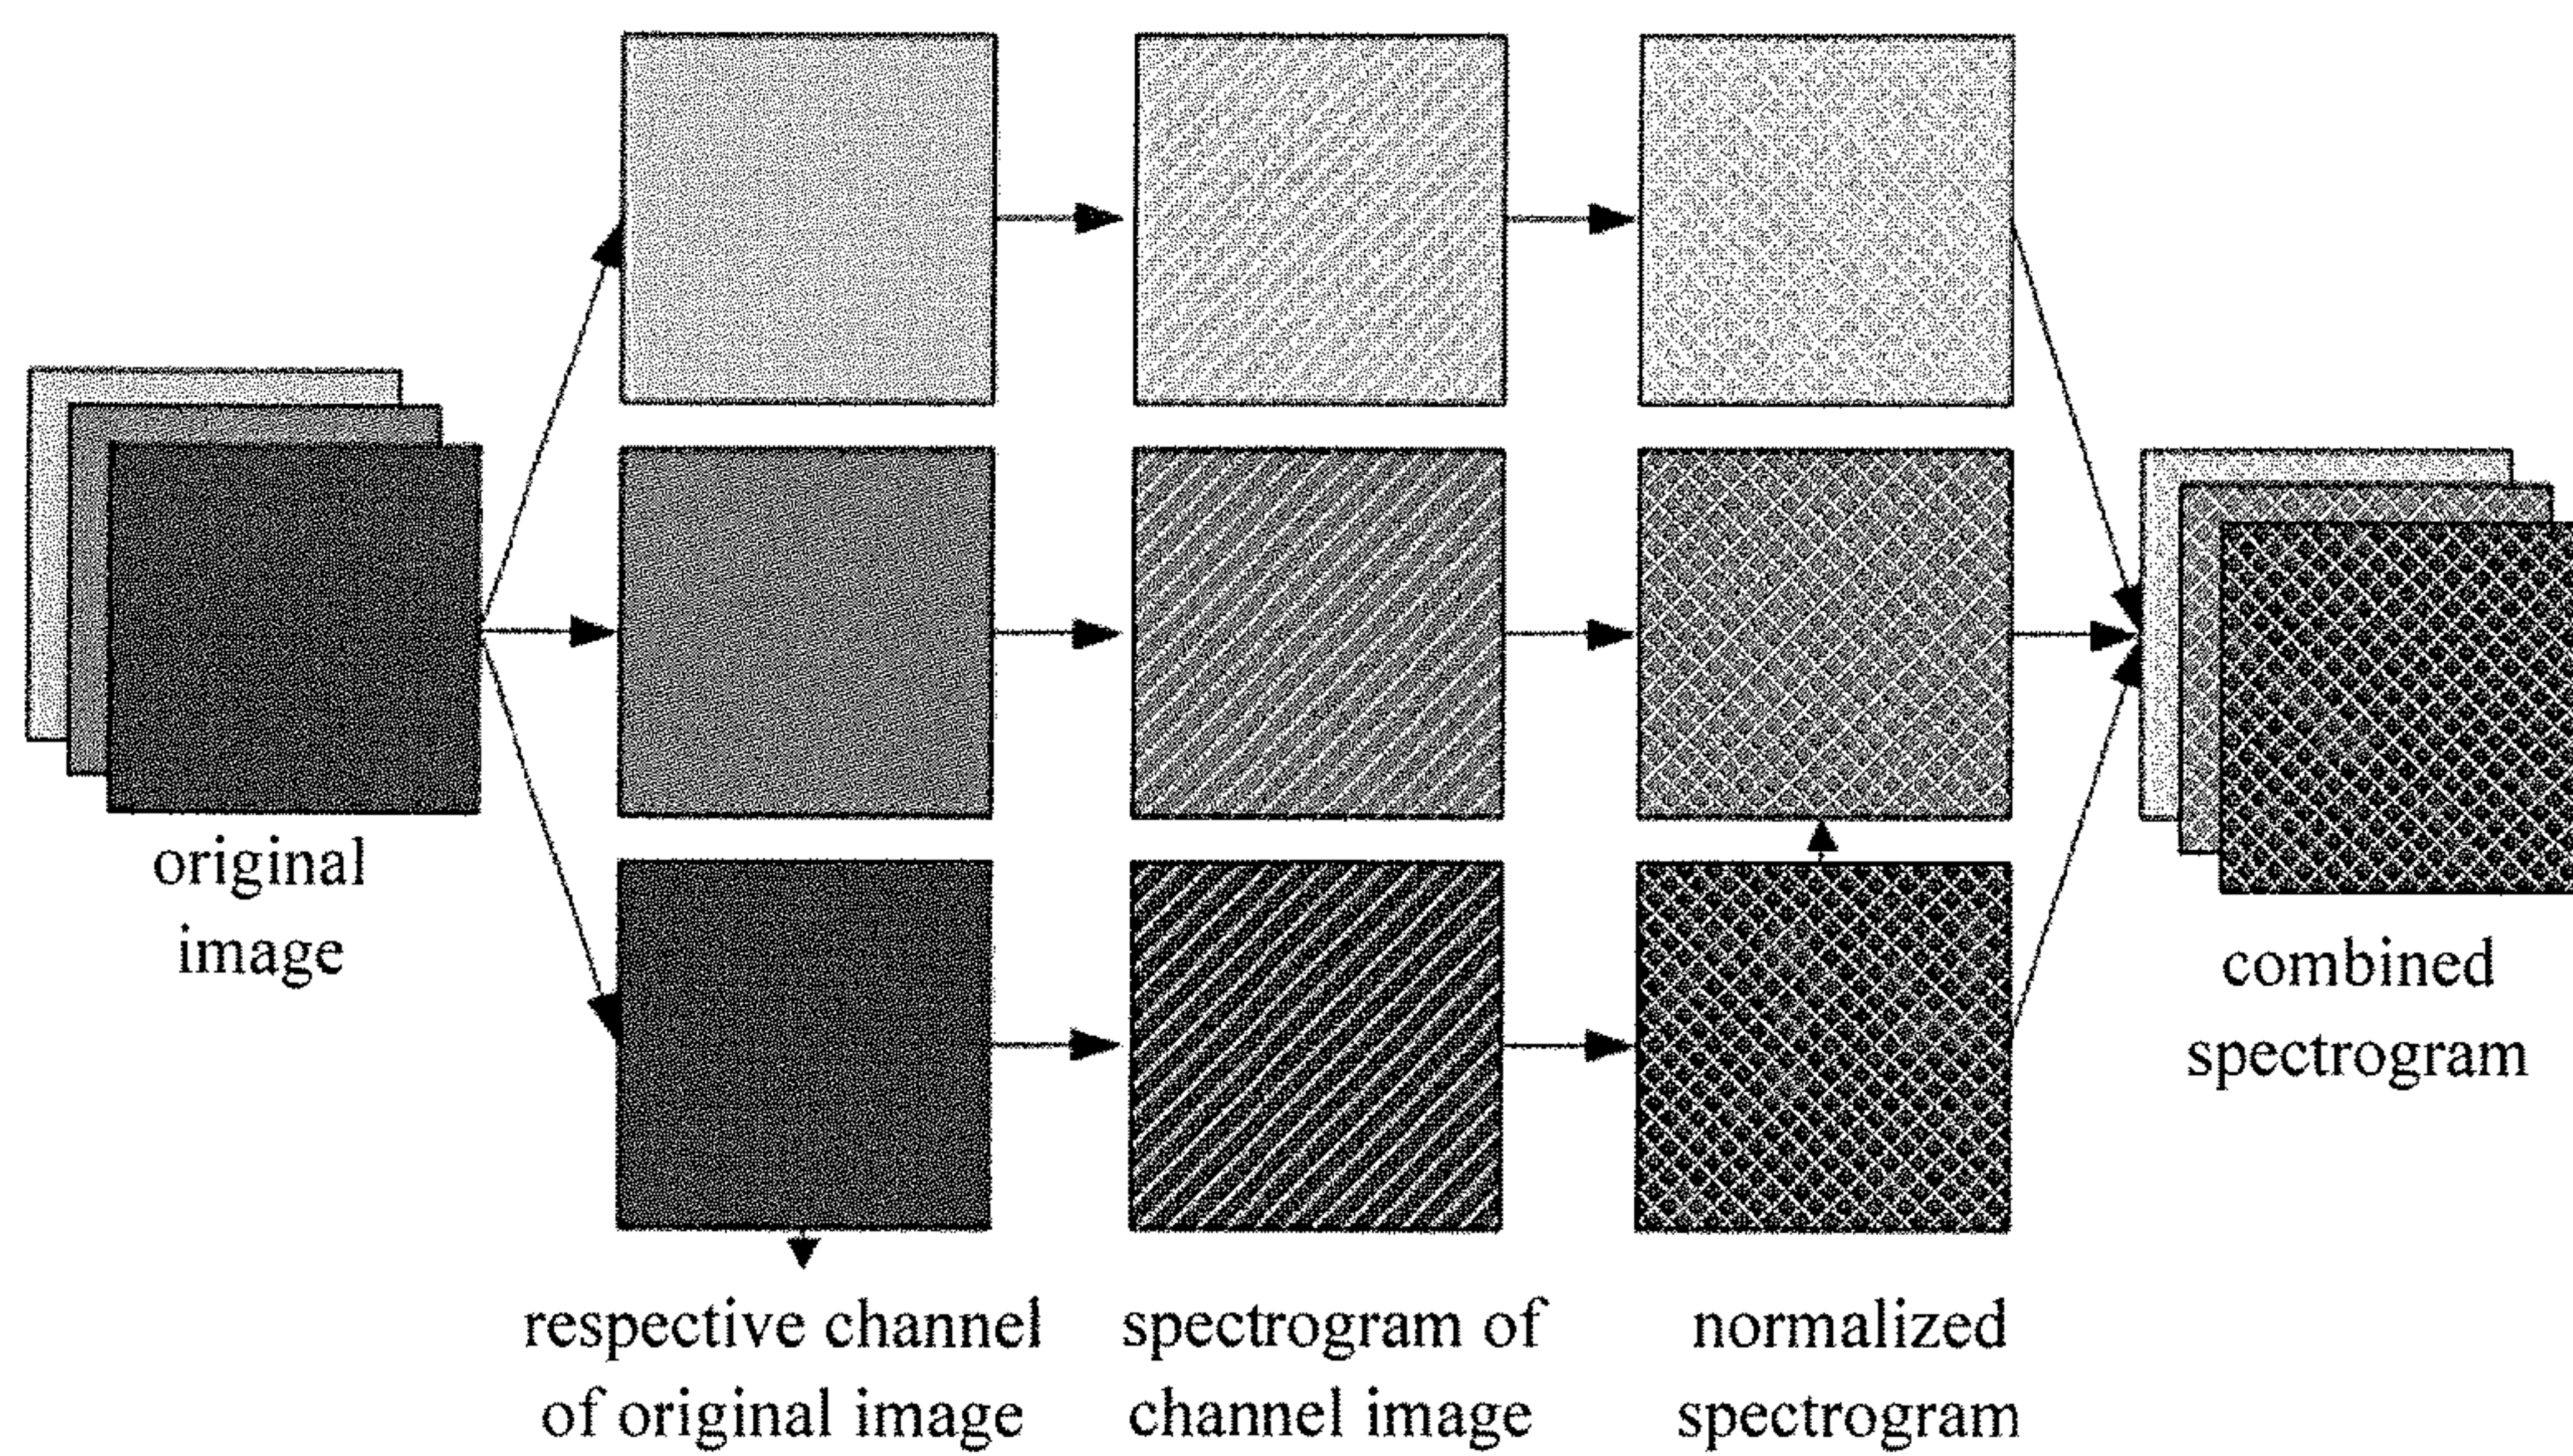 original
image
combined
spectrogram
respective channel
of original image
spectrogram of
channel image
normalized
spectrogram